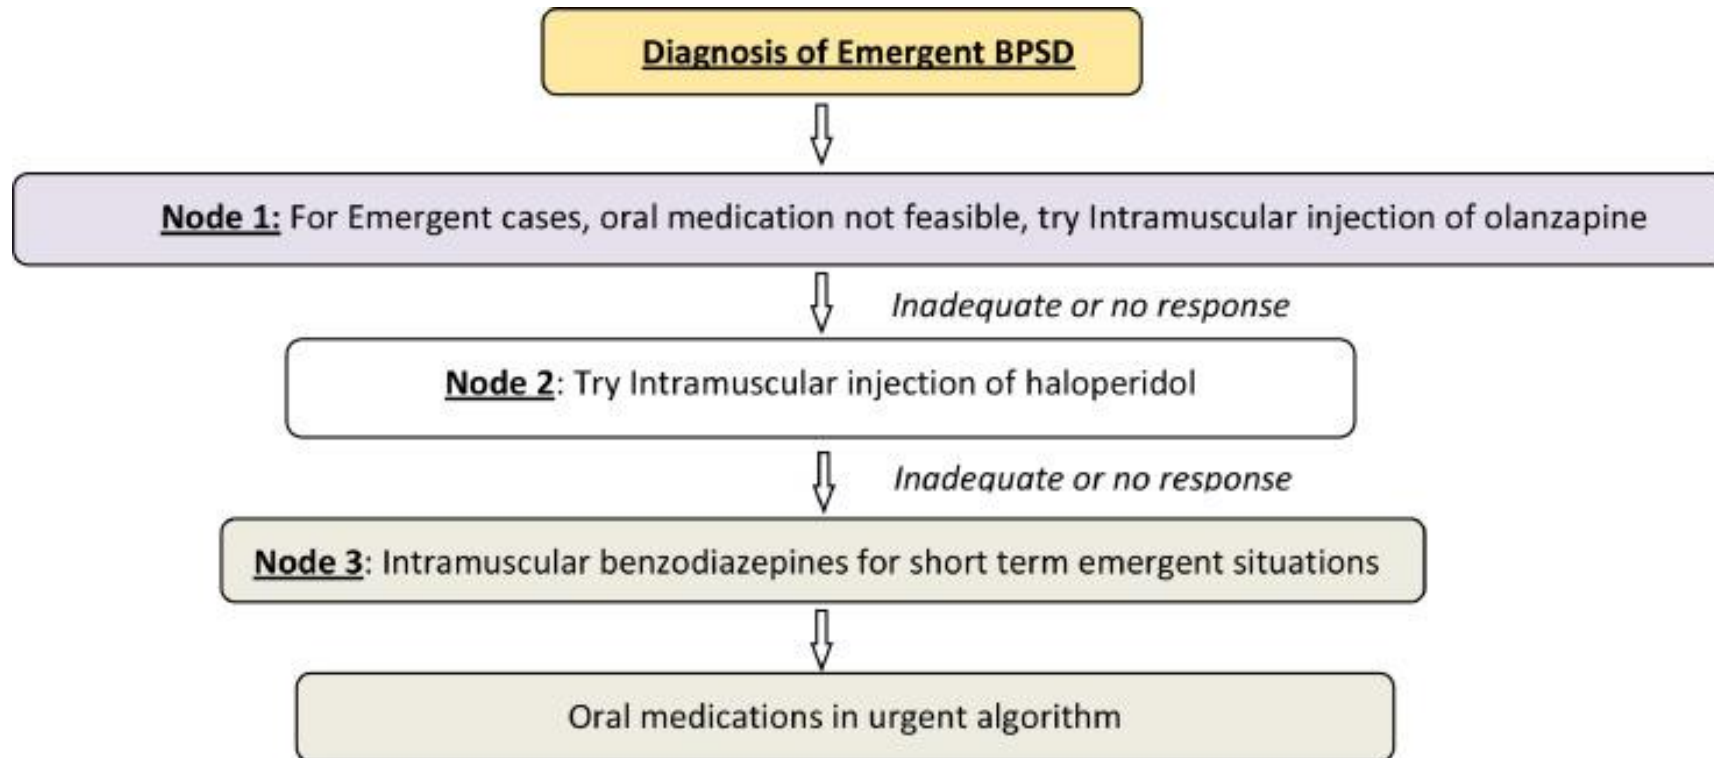 Diagnosis of Emergent BPSD
Node 1: For Emergent cases, oral medication not feasible, try Intramuscular injection of olanzapine
Inadequate or no response
Node 2: Try Intramuscular injection of haloperidol
Inadequate or no response
Node 3: Intramuscular benzodiazepines for short term emergent situations
Oral medications in urgent algorithm